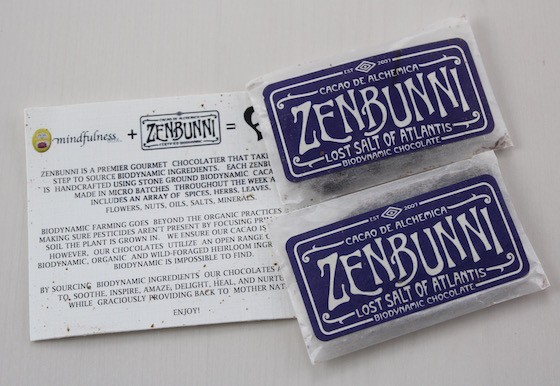 mindfulness + CACAO DE ALCHEMICA
ZENBUNNI =
CERTIFIED BIODYNAMIC
ZENBUNNI IS A PREMIER GOURMET CHOCOLATIER THAT
STEP TO SOURCE BIODYNAMIC INGREDIENTS. EACH
IS HANDCRAFTED USING STONE GROUND BIODYNAMIC
MADE IN MICRO BATCHES THROUGHOUT THE WEEK
INCLUDES AN ARRAY OF SPICES, HERBS, LEAVES,
FLOWERS, NUTS, OILS, SALTS, MINERALS
BIODYNAMIC FARMING GOES BEYOND THE ORGANIC PRACTICES
MAKING SURE PESTICIDES AREN'T PRESENT BY FOCUSING
SOIL THE PLANT IS GROWN IN. WE ENSURE OUR CACAO IS
HOWEVER, OUR CHOCOLATES UTILIZE AN OPEN RANGE
BIODYNAMIC, ORGANIC AND WILD-FORAGED HEIRLOOM
BIODYNAMIC IS IMPOSSIBLE TO FIND.
BY SOURCING BIODYNAMIC INGREDIENTS OUR CHOCOLATES
TO, SOOTHE, INSPIRE, AMAZE, DELIGHT, HEAL, AND
WHILE GRACIOUSLY PROVIDING BACK TO MOTHER
ENJOY!
EST 2007
CACAO DE ALCHEMICA
ZENBUNNI
LOST SALT OF ATLANTIS
BIODYNAMIC CHOCOLATE
EST 2007
CACAO DE ALCHEMICA
ZENBUNNI
LOST SALT OF ATLANTIS
BIODYNAMIC CHOCOLATE